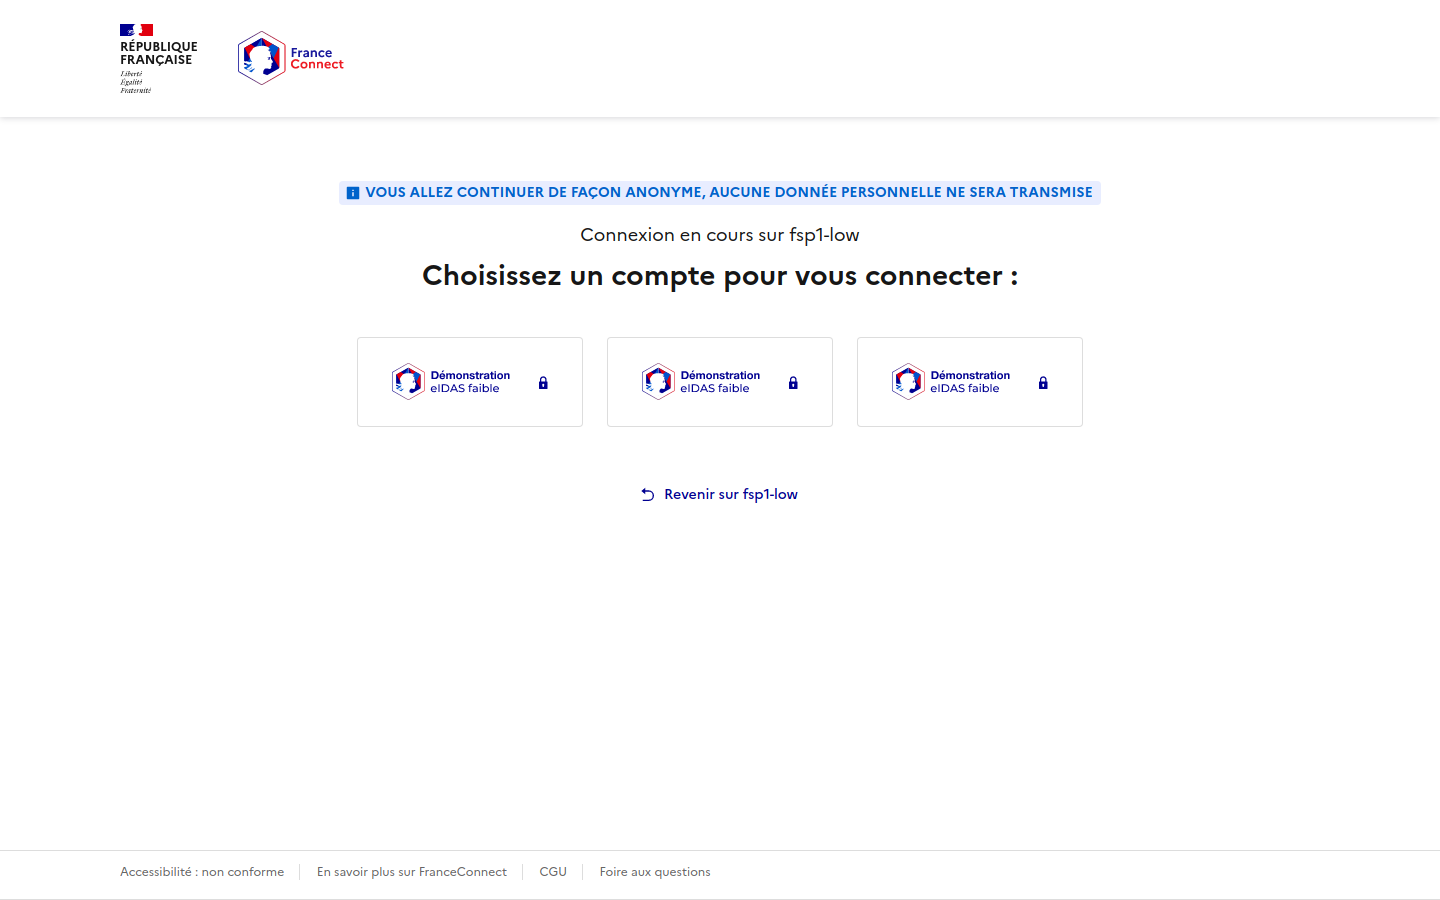 RÉPUBLIQUE
FRANÇAISE
Liberté
Égalité
Fraternité
France
Connect
VOUS ALLEZ CONTINUER DE FAÇON ANONYME, AUCUNE DONNÉE PERSONNELLE NE SERA TRANSMISE
Connexion en cours sur fsp1-low
Choisissez un compte pour vous connecter :
Démonstration
eIDAS faible
Démonstration
eIDAS faible
Démonstration
eIDAS faible
Revenir sur fsp1-low
Accessibilité : non conforme
En savoir plus sur FranceConnect
CGU
Foire aux questions